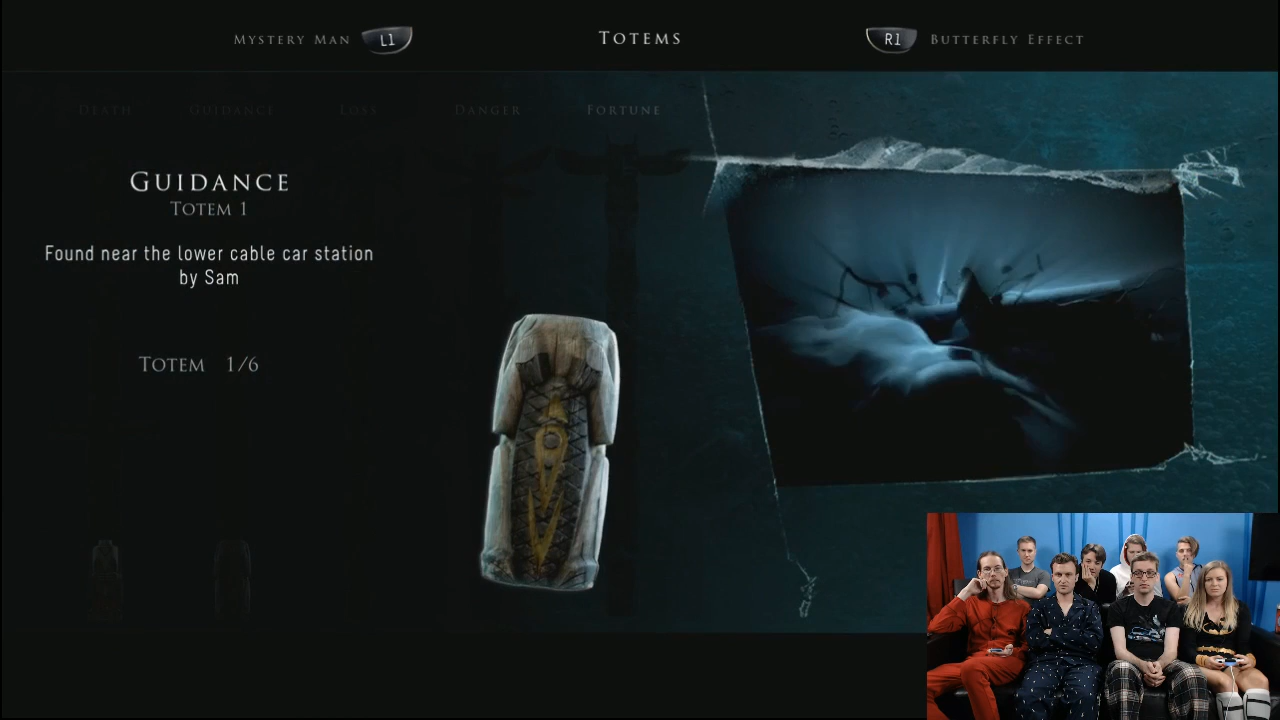 Mystery Man L1 Totems R1 Butterfly Effect
Death Guidance Loss Danger Fortune
Guidance
Totem 1
Found near the lower cable car station
by Sam
Totem 1/6